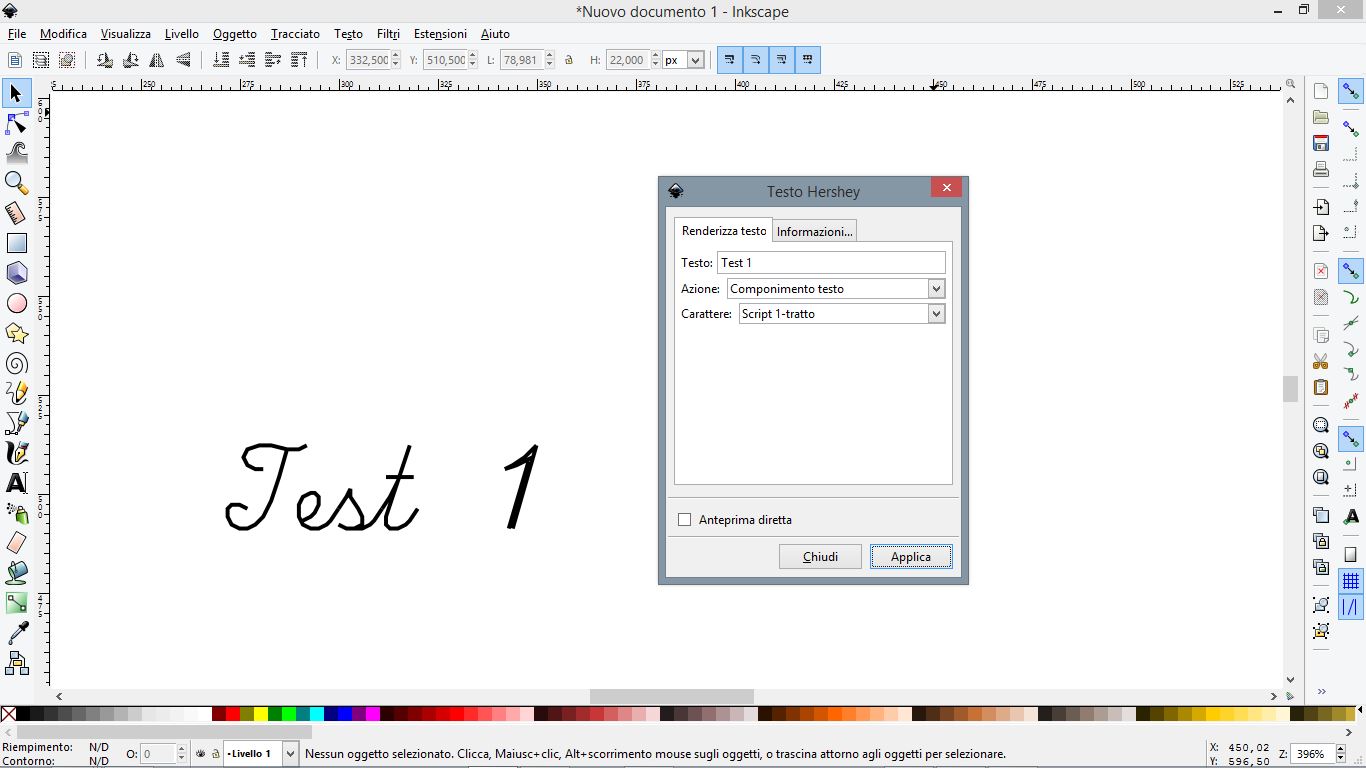 *Nuovo documento 1 - Inkscape
File Modifica Visualizza Livello Oggetto Tracciato Testo Filtri Estensioni Aiuto
X: 332,500 Y: 510,500 L: 78,981 H: 22,000 px
250 275 300 325 350 375 400 425 450 475 500 525
Testo Hershey
Renderizza testo Informazioni...
Testo: Test 1
Azione: Componimento testo
Carattere: Script 1-tratto
Test 1
Anteprima diretta
Chiudi Applica
Riempimento: N/D
Contorno: N/D
O: 0
Livello 1
Nessun oggetto selezionato. Clicca, Maiusc+clic, Alt+scorrimento mouse sugli oggetti, o trascina attorno agli oggetti per selezionare.
X: 450,02
Y: 596,50
Z: 396%